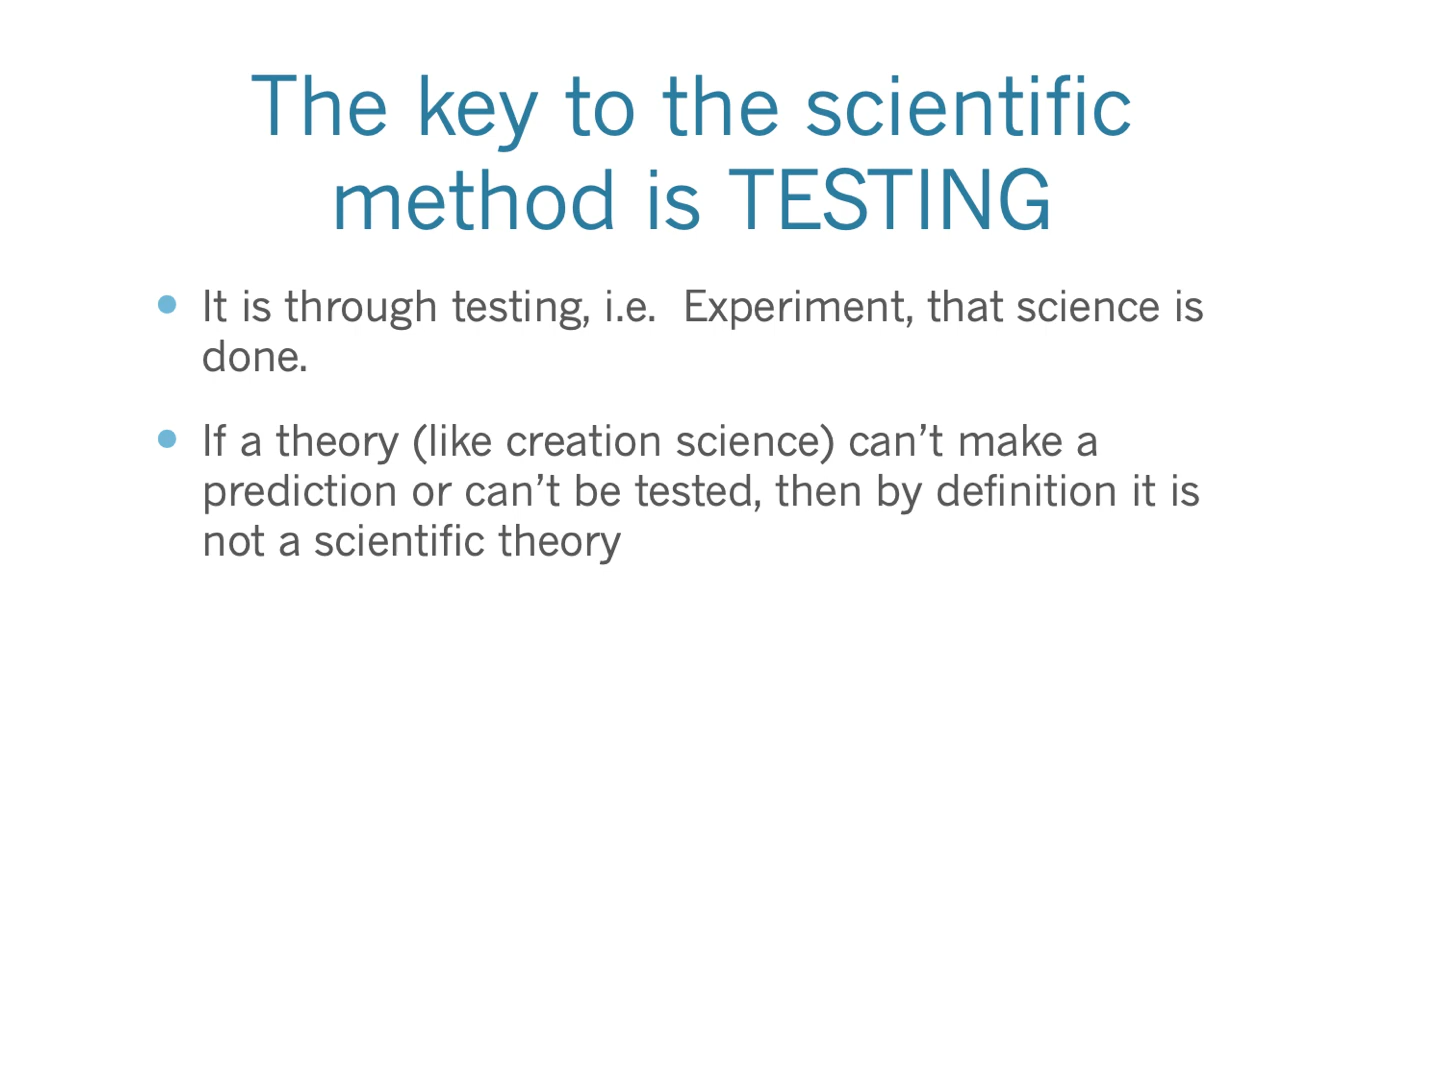 The key to the scientific
method is TESTING
• It is through testing, i.e.  Experiment, that science is
done.
• If a theory (like creation science) can’t make a
prediction or can’t be tested, then by definition it is
not a scientific theory